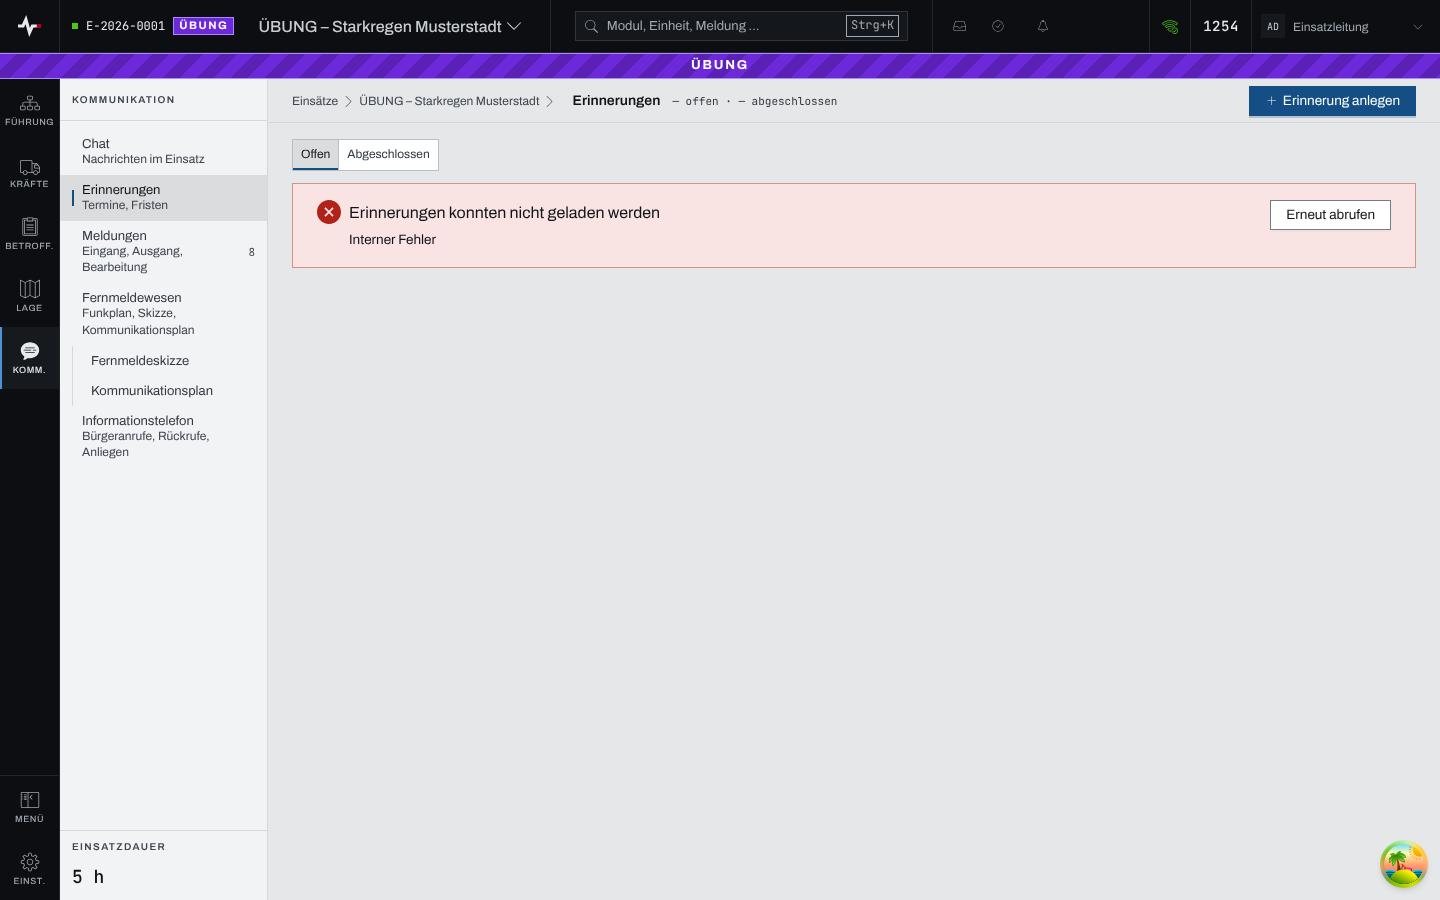 E-2026-0001 ÜBUNG ÜBUNG – Starkregen Musterstadt Modul, Einheit, Meldung ... Strg+K 1254 AD Einsatzleitung
ÜBUNG
FÜHRUNG
KRÄFTE
BETROFF.
LAGE
KOMM.
MENÜ
EINST.
KOMMUNIKATION
Chat
Nachrichten im Einsatz
Erinnerungen
Termine, Fristen
Meldungen
Eingang, Ausgang, 8
Bearbeitung
Fernmeldewesen
Funkplan, Skizze,
Kommunikationsplan
Fernmeldeskizze
Kommunikationsplan
Informationstelefon
Bürgeranrufe, Rückrufe,
Anliegen
EINSATZDAUER
5 h
Einsätze ÜBUNG – Starkregen Musterstadt Erinnerungen – offen · – abgeschlossen + Erinnerung anlegen
Offen Abgeschlossen
Erinnerungen konnten nicht geladen werden Erneut abrufen
Interner Fehler